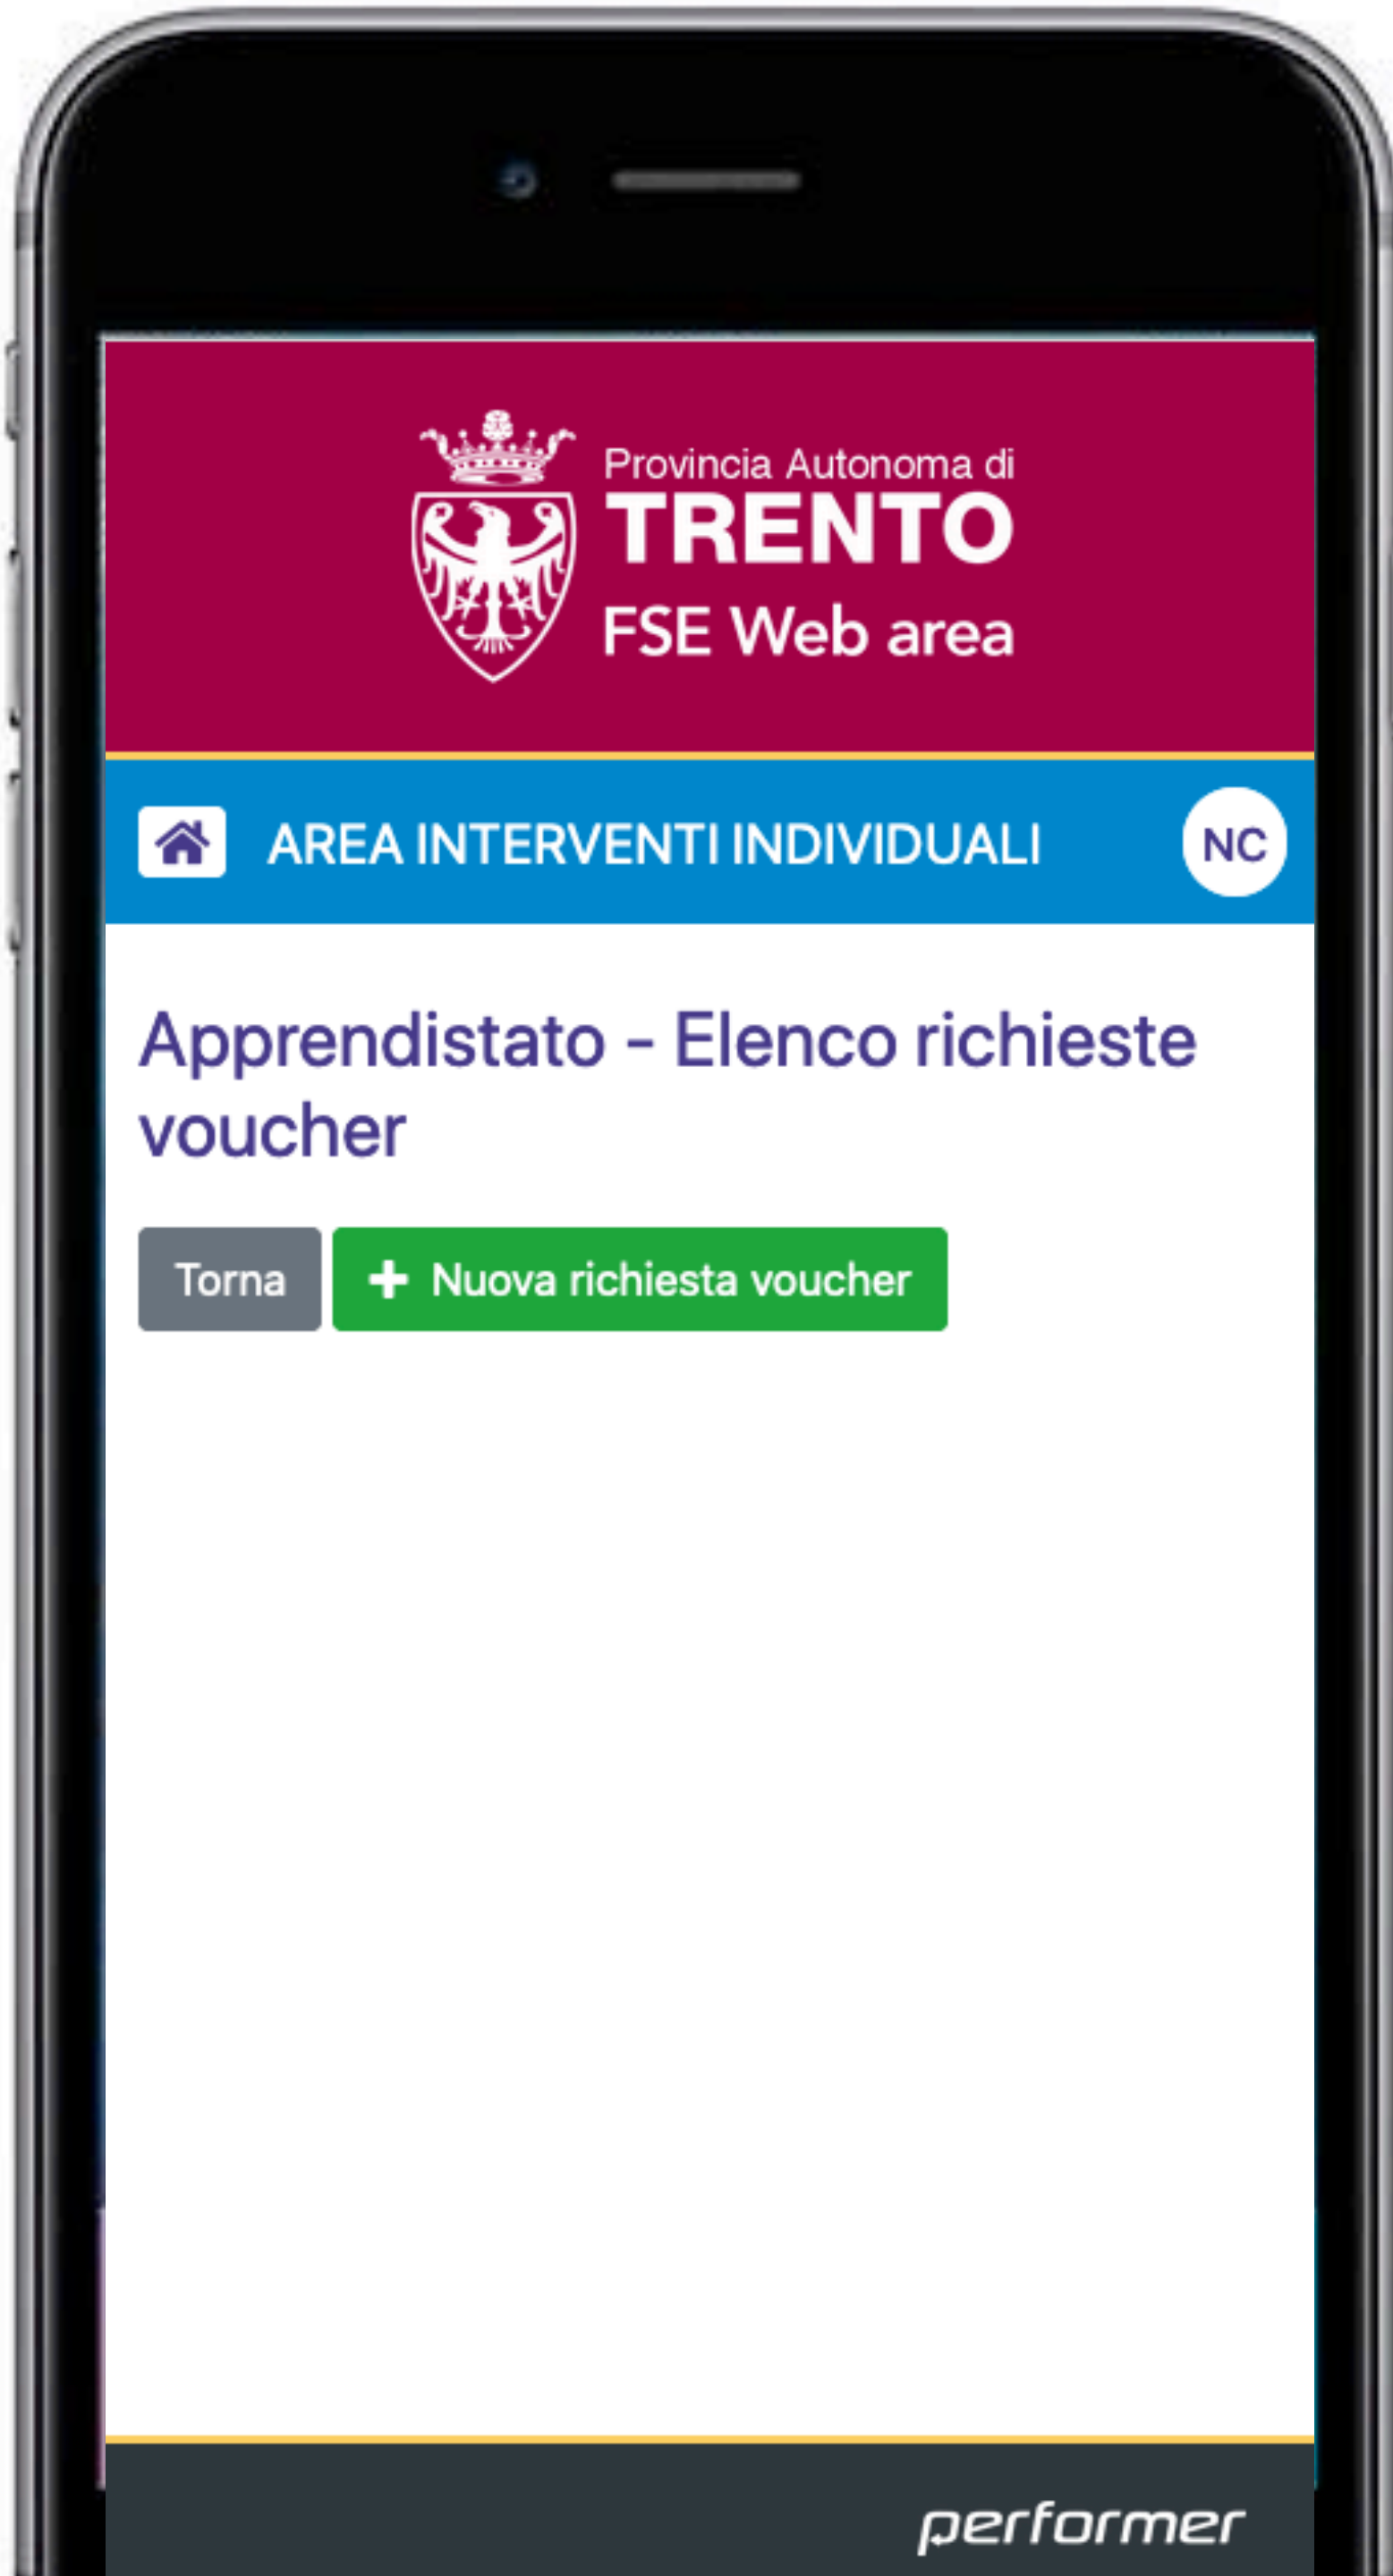 Provincia Autonoma di
TRENTO
FSE Web area
AREA INTERVENTI INDIVIDUALI
NC
Apprendistato - Elenco richieste
voucher
Torna
Nuova richiesta voucher
performer